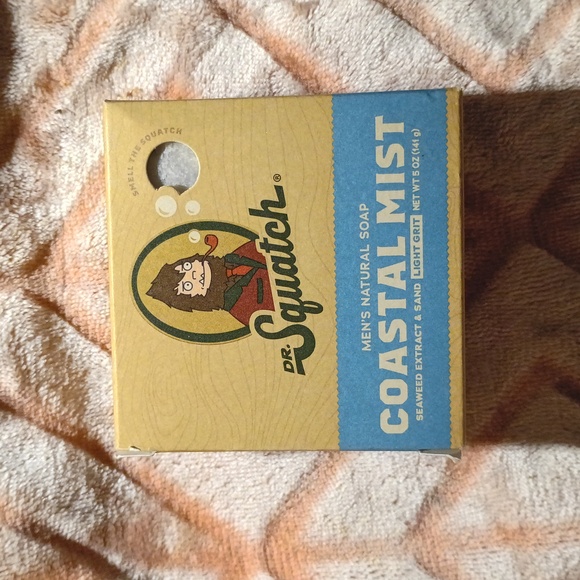 SMELL THE SQUATCH
DR. Squatch®
MEN'S NATURAL SOAP
COASTAL MIST
SEAWEED EXTRACT & SAND LIGHT GRIT NET WT 5 OZ (141 g)